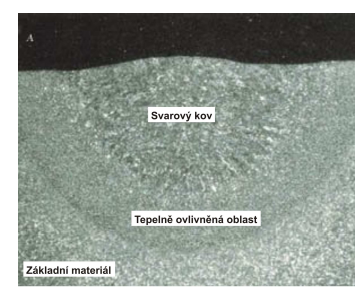 A
Svarový kov
Tepelně ovlivněná oblast
Základní materiál